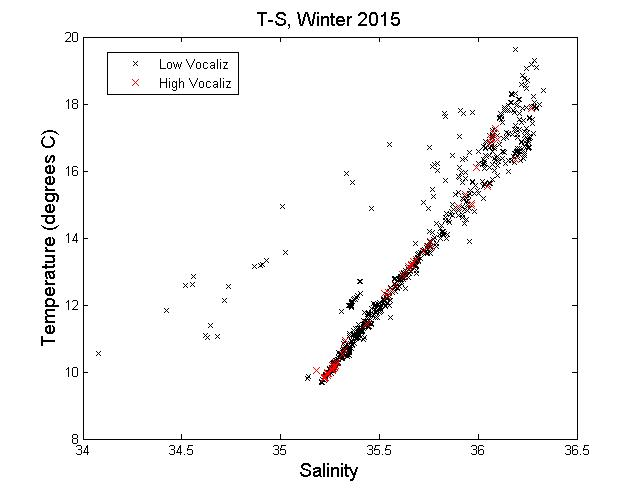 T-S, Winter 2015
Low Vocaliz
High Vocaliz
Temperature (degrees C)
20
18
16
14
12
10
8
34
34.5
35
35.5
36
36.5
Salinity